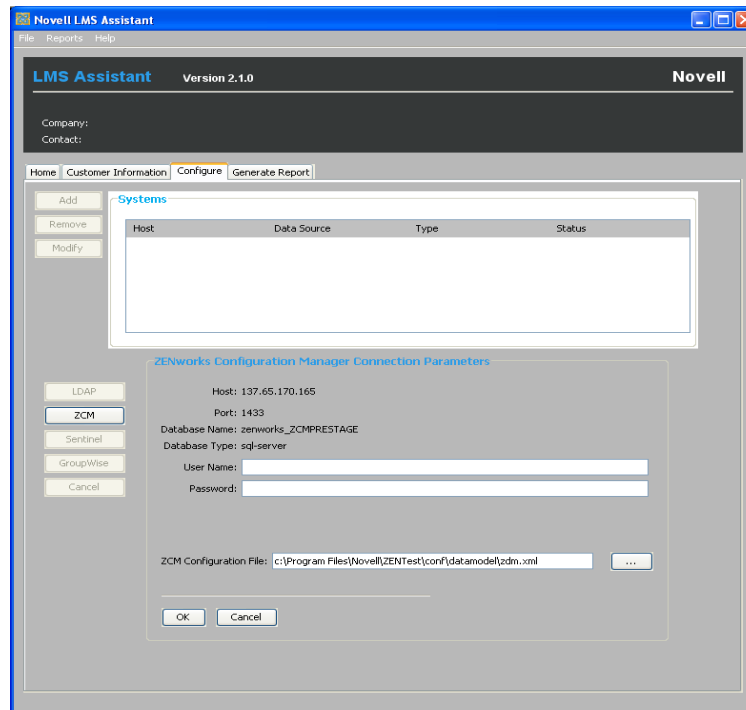 Novell LMS Assistant
File Reports Help
LMS Assistant Version 2.1.0 Novell
Company:
Contact:
Home Customer Information Configure Generate Report
Add
Remove
Modify
Systems
Host Data Source Type Status
ZENworks Configuration Manager Connection Parameters
LDAP
ZCM
Sentinel
GroupWise
Cancel
Host: 137.65.170.165
Port: 1433
Database Name: zenworks_ZCMPRESTAGE
Database Type: sql-server
User Name:
Password:
ZCM Configuration File: c:\Program Files\Novell\ZENTest\conf\datamodel\zdm.xml ...
OK Cancel